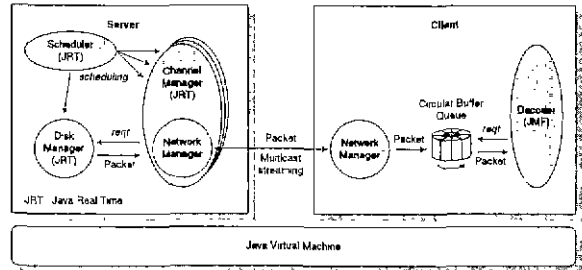 Server
Client
Scheduler
(JRT)
scheduling
Channel
Manager
(JRT)
Disk
Manager
(JRT)
reqt
Packet
Network
Manager
Packet
Multicast
streaming
Network
Manager
Packet
Circular Buffer
Queue
reqt
Packet
Decoder
(JMF)
JRT Java Real Time
Java Virtual Machine